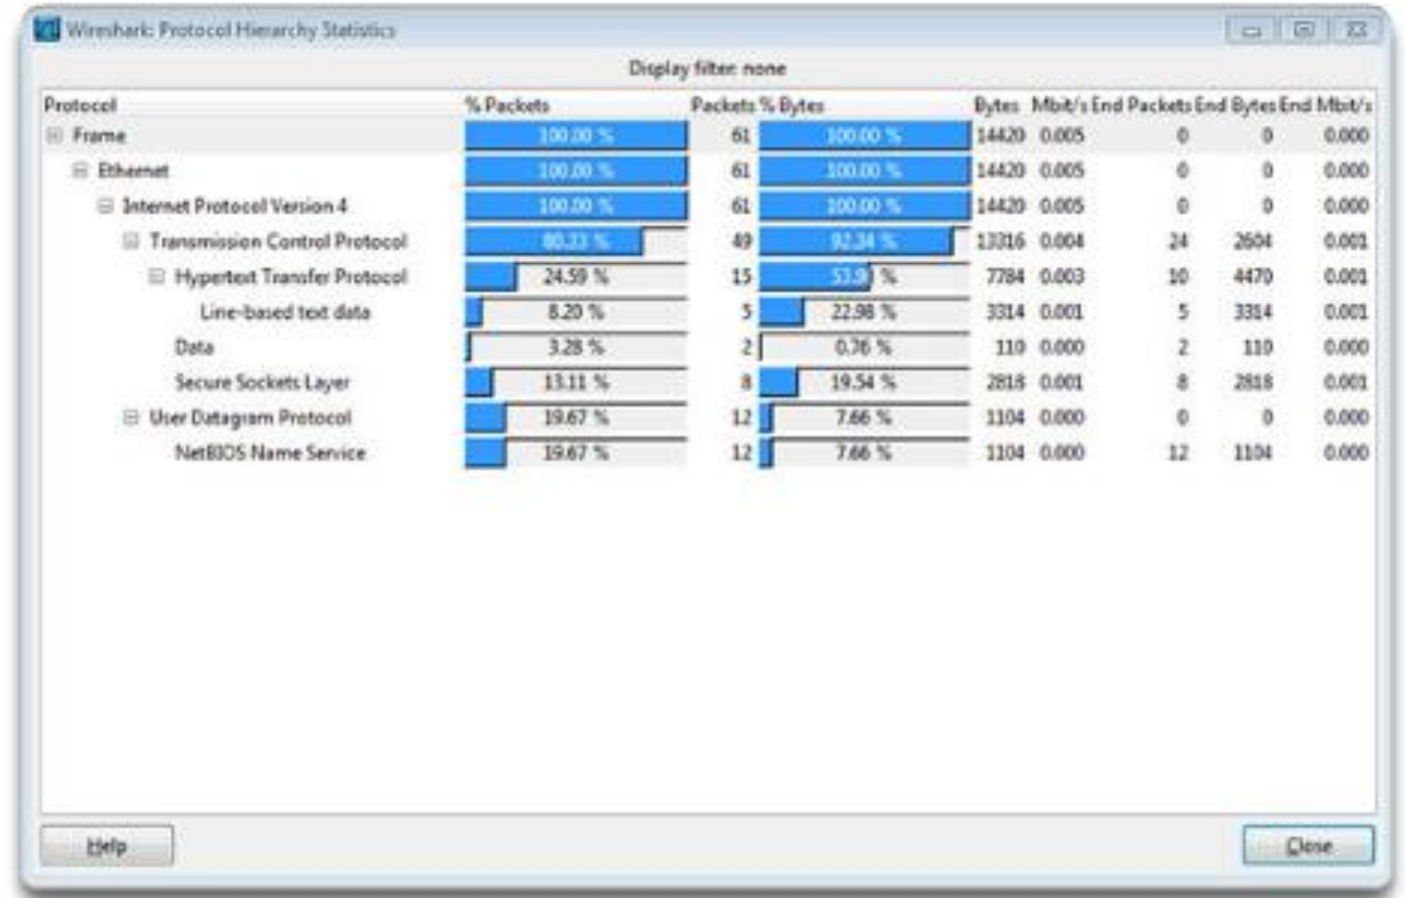 Wireshark: Protocol Hierarchy Statistics
Display filter: none
Protocol % Packets Packets % Bytes Bytes Mbit/s End Packets End Bytes End Mbit/s
Frame 100.00 % 61 100.00 % 14420 0.005 0 0 0.000
Ethernet 100.00 % 61 100.00 % 14420 0.005 0 0 0.000
Internet Protocol Version 4 100.00 % 61 100.00 % 14420 0.005 0 0 0.000
Transmission Control Protocol 80.33 % 49 92.34 % 13316 0.004 24 2604 0.001
Hypertext Transfer Protocol 24.59 % 15 53.98 % 7784 0.003 10 4470 0.001
Line-based text data 8.20 % 5 22.98 % 3314 0.001 5 3314 0.001
Data 3.28 % 2 0.76 % 110 0.000 2 110 0.000
Secure Sockets Layer 13.11 % 8 19.54 % 2818 0.001 8 2818 0.001
User Datagram Protocol 19.67 % 12 7.66 % 1104 0.000 0 0 0.000
NetBIOS Name Service 19.67 % 12 7.66 % 1104 0.000 12 1104 0.000
Help Close